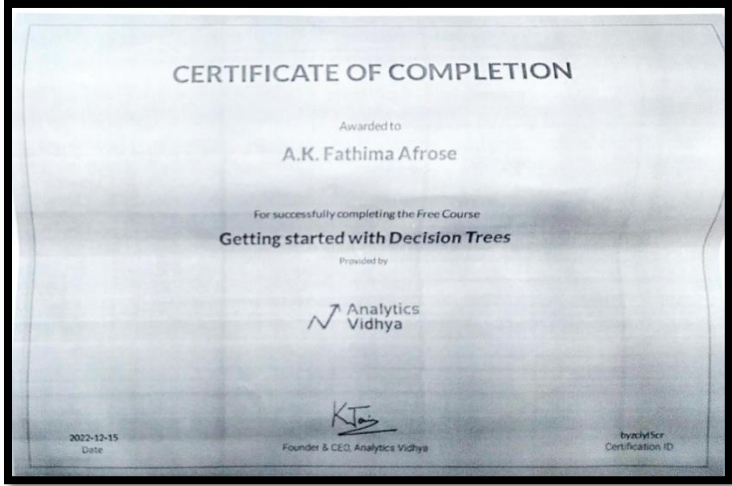 CERTIFICATE OF COMPLETION
Awarded to
A.K. Fathima Afrose
For successfully completing the Free Course
Getting started with Decision Trees
Provided by
Analytics
Vidhya
2022-12-15
Date
Founder & CEO, Analytics Vidhya
Certification ID